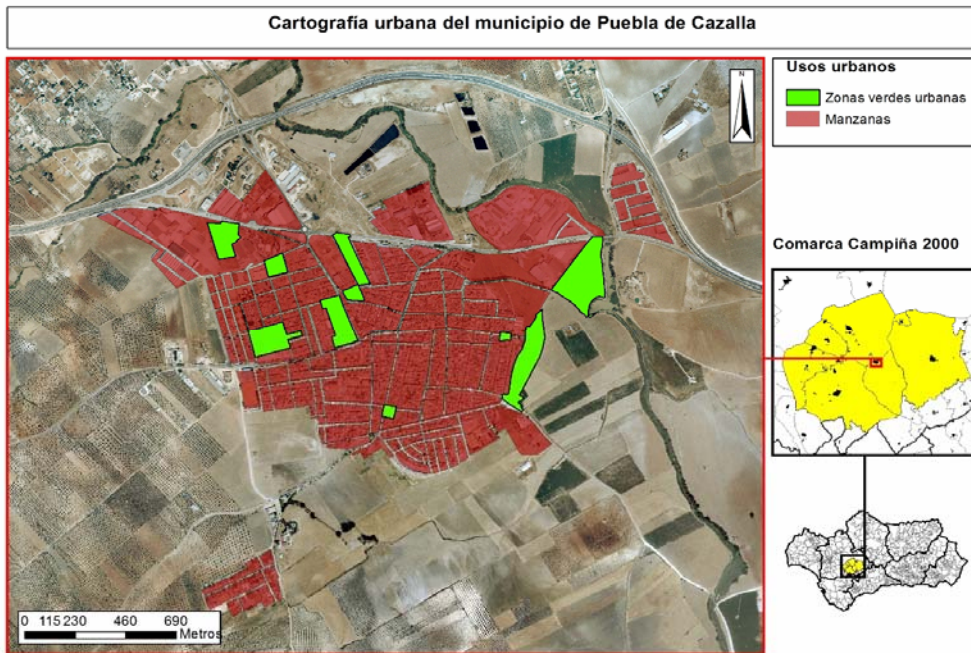 Cartografía urbana del municipio de Puebla de Cazalla
N
Usos urbanos
Zonas verdes urbanas
Manzanas
Comarca Campiña 2000
0 115 230 460 690
Metros